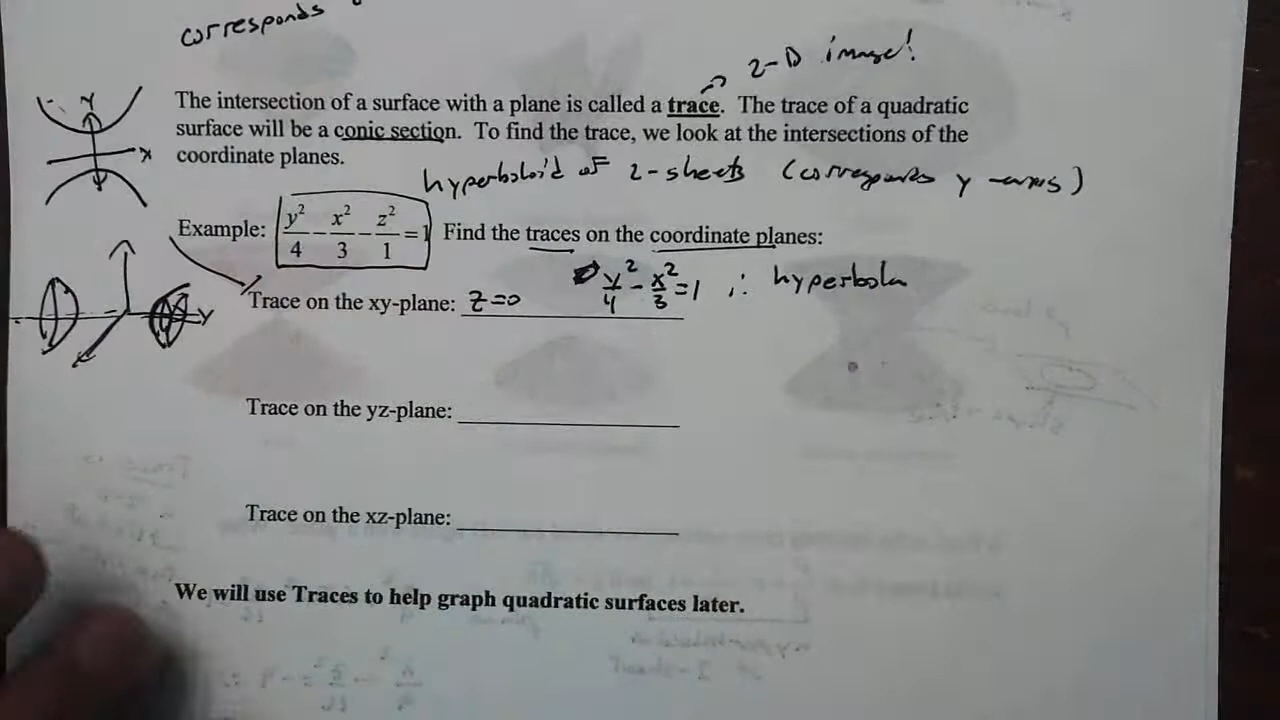 corresponds
2-D image!
The intersection of a surface with a plane is called a trace. The trace of a quadratic
surface will be a conic section. To find the trace, we look at the intersections of the
coordinate planes.
hyperboloid of 2-sheets (corresponds y-axis)
Example: y²/4 - x²/3 - z²/1 = 1 Find the traces on the coordinate planes:
Trace on the xy-plane: z=0 y²/4 - x²/3 = 1 ∴ hyperbola
Trace on the yz-plane:
Trace on the xz-plane:
We will use Traces to help graph quadratic surfaces later.
Y
X
Y